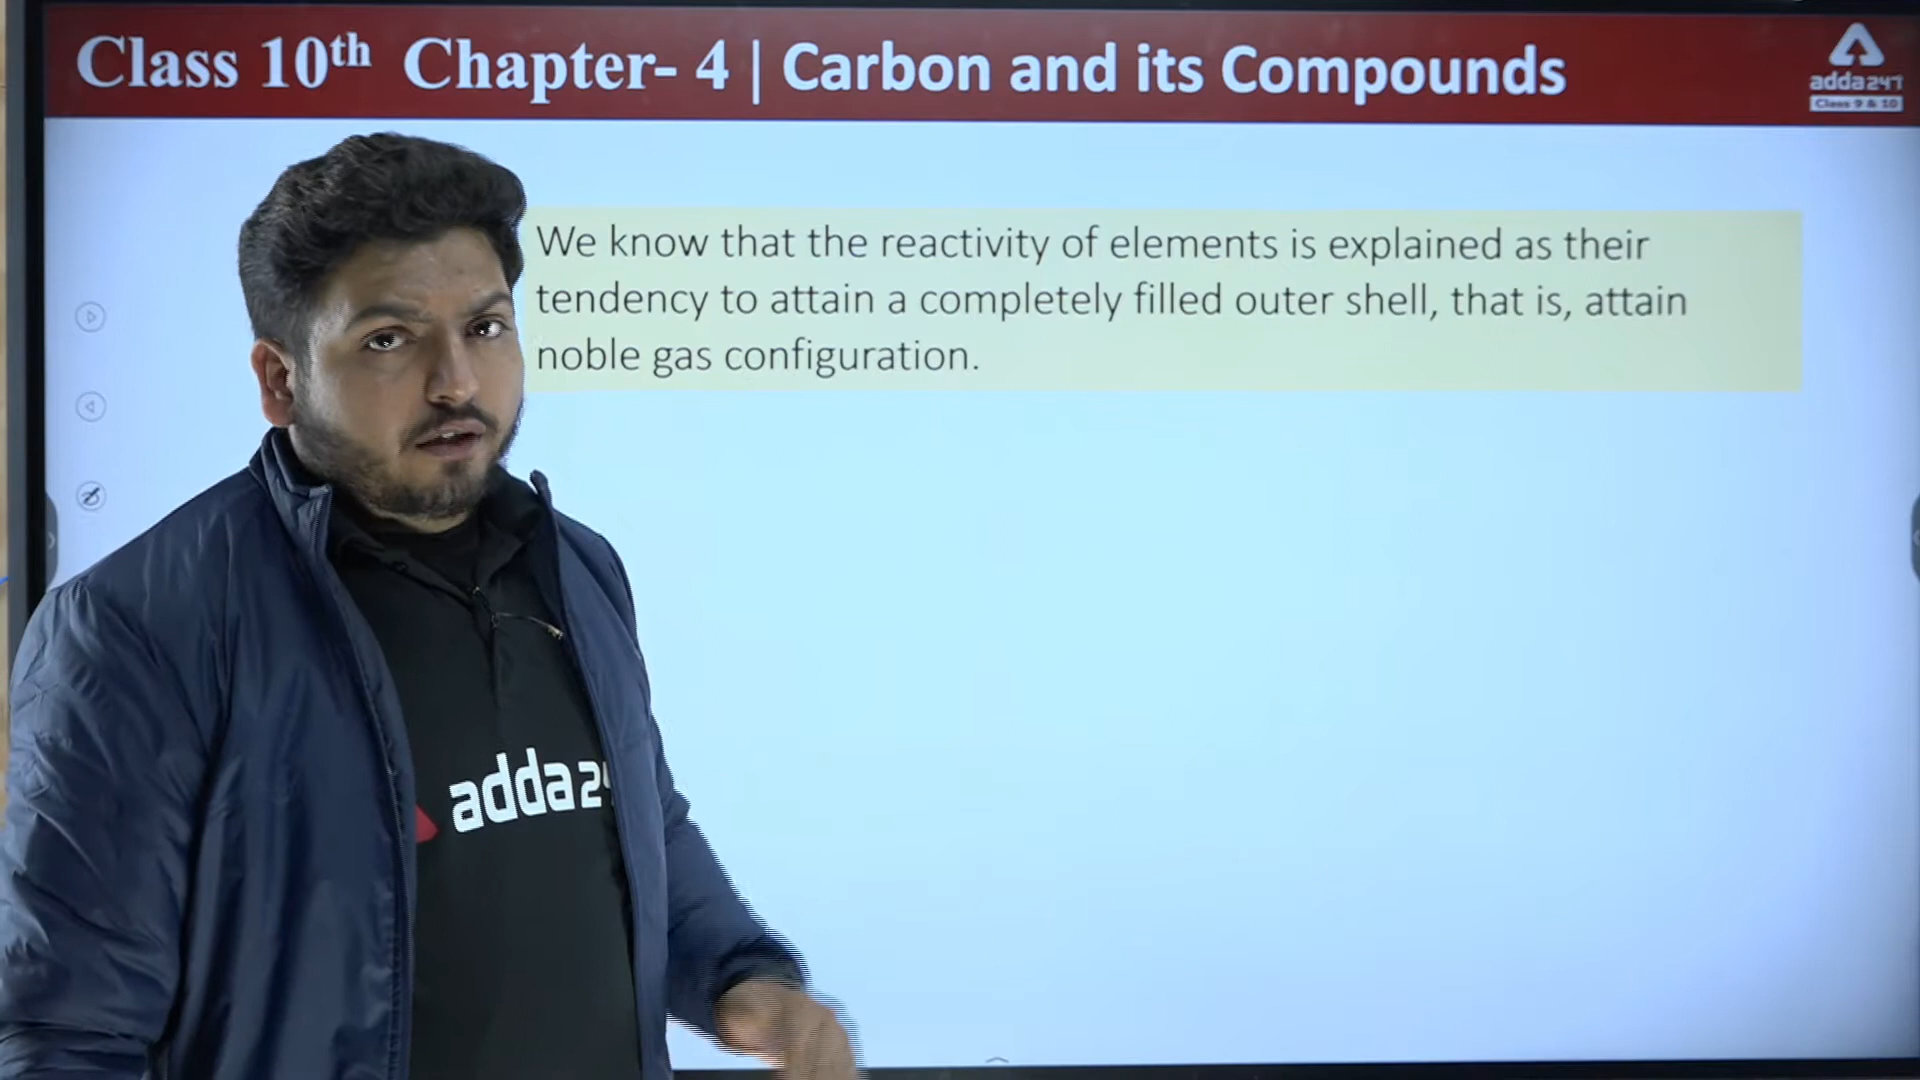 Class 10th Chapter- 4 | Carbon and its Compounds
adda247
Class 9 & 10
We know that the reactivity of elements is explained as their
tendency to attain a completely filled outer shell, that is, attain
noble gas configuration.
adda24